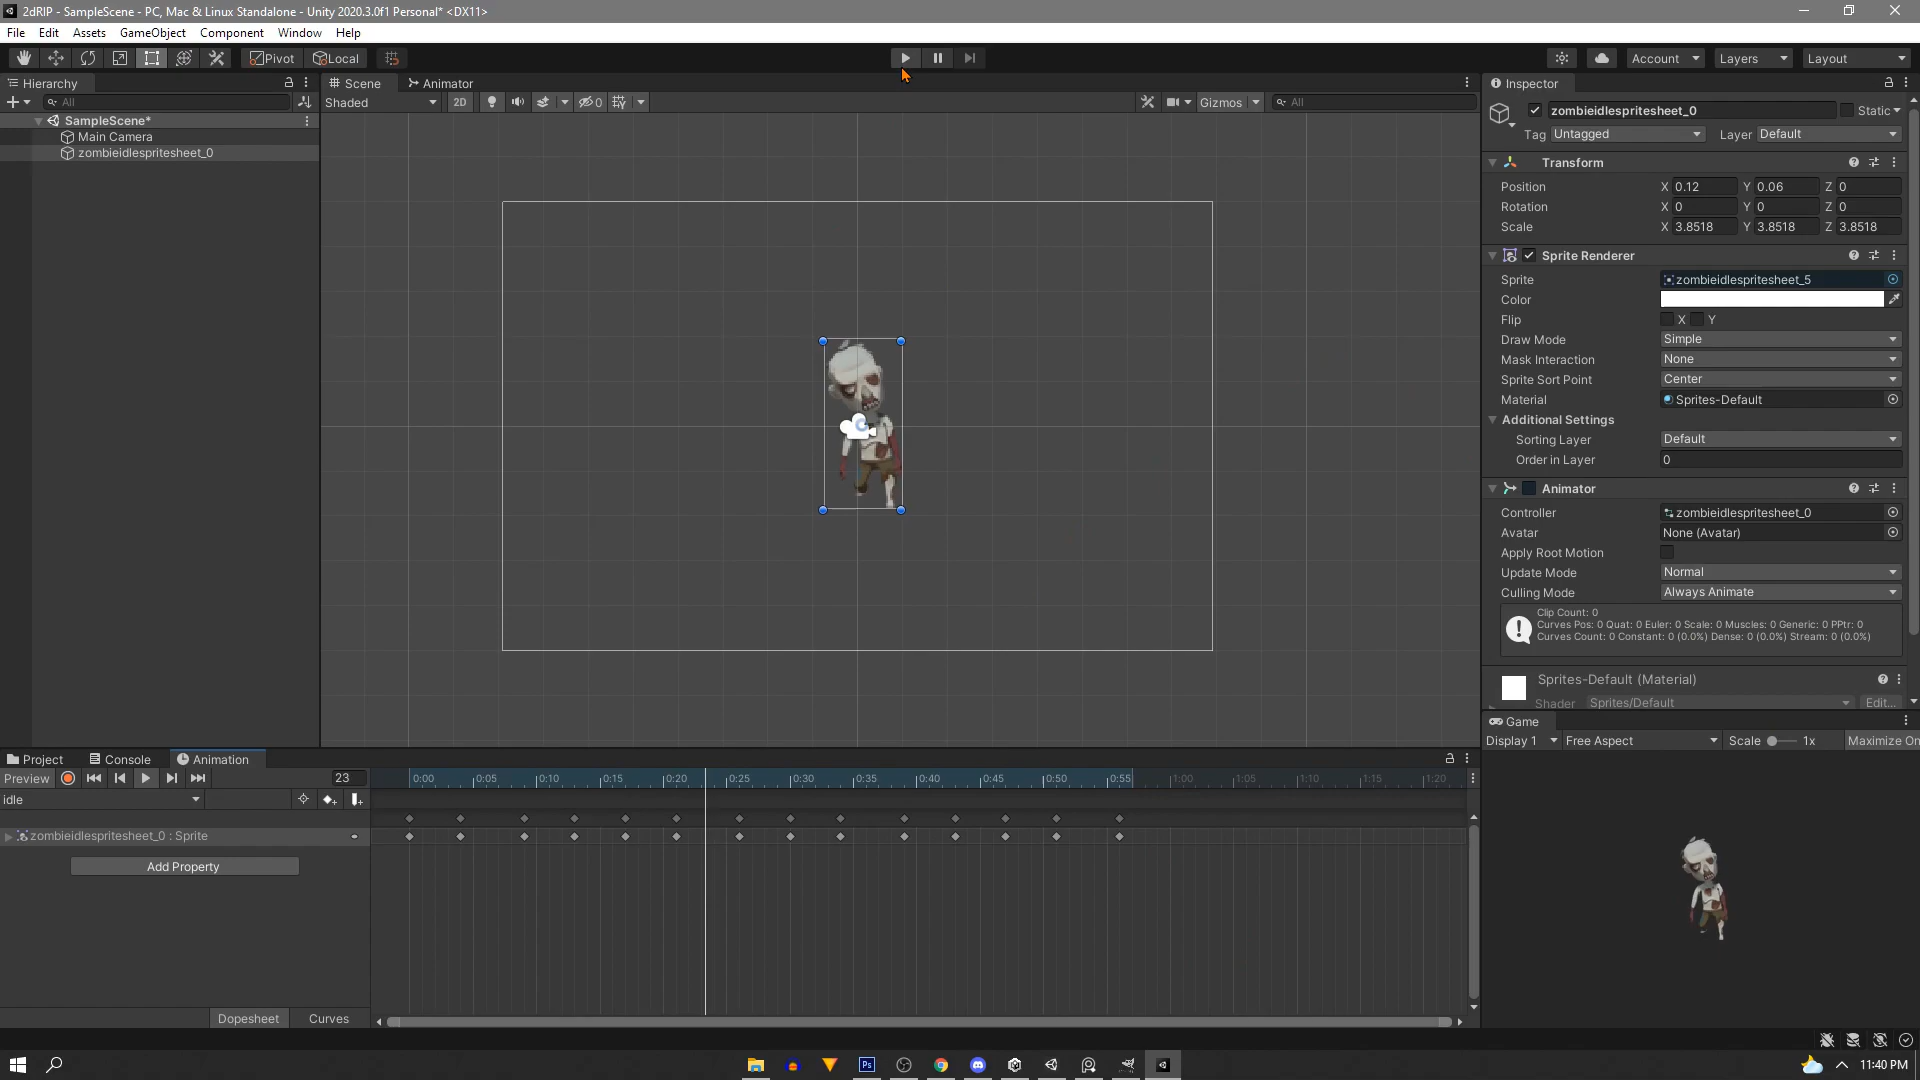 2dRIP - SampleScene - PC, Mac & Linux Standalone - Unity 2020.3.0f1 Personal* <DX11>
File Edit Assets GameObject Component Window Help
Pivot Local Account Layers Layout
Hierarchy Scene Animator Inspector
All Shaded 2D 0 Gizmos All
zombieidlespritesheet_0 Static
SampleScene*
Main Camera
zombieidlespritesheet_0
Tag Untagged Layer Default
Transform
Position X 0.12 Y 0.06 Z 0
Rotation X 0 Y 0 Z 0
Scale X 3.8518 Y 3.8518 Z 3.8518
Sprite Renderer
Sprite zombieidlespritesheet_5
Color
Flip X Y
Draw Mode Simple
Mask Interaction None
Sprite Sort Point Center
Material Sprites-Default
Additional Settings
Sorting Layer Default
Order in Layer 0
Animator
Controller zombieidlespritesheet_0
Avatar None (Avatar)
Apply Root Motion
Update Mode Normal
Culling Mode Always Animate
Clip Count: 0
Curves Pos: 0 Quat: 0 Euler: 0 Scale: 0 Muscles: 0 Generic: 0 PPtr: 0
Curves Count: 0 Constant: 0 (0.0%) Dense: 0 (0.0%) Stream: 0 (0.0%)
Sprites-Default (Material)
Shader Sprites/Default Edit...
Game
Display 1 Free Aspect Scale 1x Maximize On
Project Console Animation
Preview 23 0:00 0:05 0:10 0:15 0:20 0:25 0:30 0:35 0:40 0:45 0:50 0:55 1:00 1:05 1:10 1:15 1:20
idle
zombieidlespritesheet_0 : Sprite
Add Property
Dopesheet Curves
Ps 11:40 PM